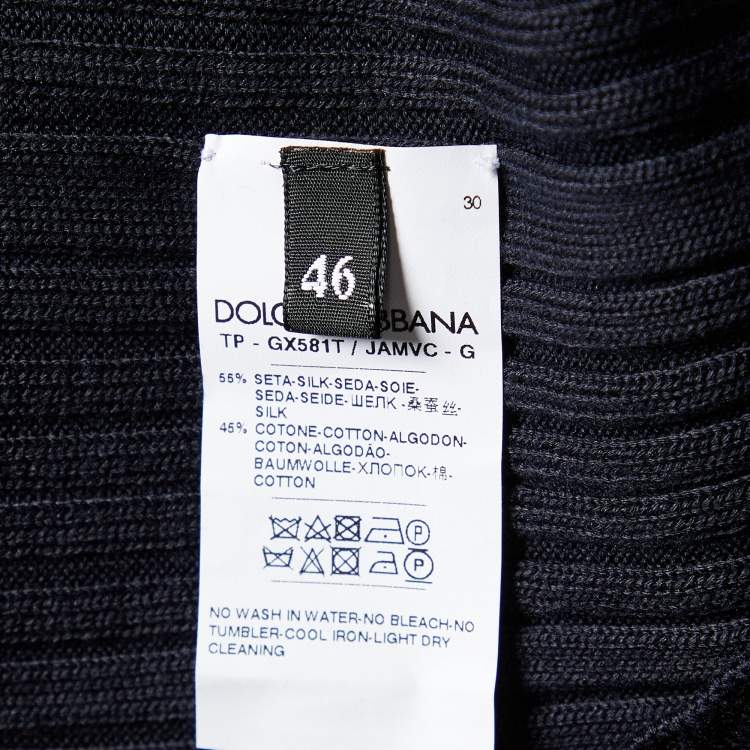 30
46
DOLC BBANA
TP - GX581T / JAMVC - G
55% SETA-SILK-SEDA-SOIE-
SEDA-SEIDE-ШЕЛК-桑蚕丝-
SILK
45% COTONE-COTTON-ALGODON-
COTON-ALGODÃO-
BAUMWOLLE-ХЛОПОК-棉-
COTTON
P
P
NO WASH IN WATER-NO BLEACH-NO
TUMBLER-COOL IRON-LIGHT DRY
CLEANING